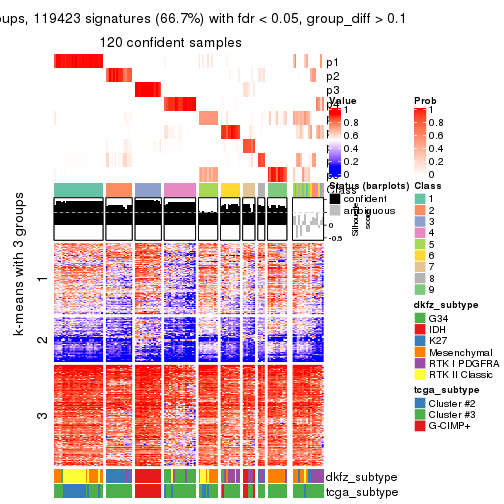 oups, 119423 signatures (66.7%) with fdr < 0.05, group_diff > 0.1
120 confident samples
p1
p2
p3
p4
Class
Silhouette
score
0
-0.5
k-means with 3 groups
1
2
3
Value
1
0.8
0.6
0.4
0.2
0
Prob
1
0.8
0.6
0.4
0.2
0
Status (barplots)
confident
ambiguous
Class
1
2
3
4
5
6
7
8
9
dkfz_subtype
G34
IDH
K27
Mesenchymal
RTK I PDGFRA
RTK II Classic
tcga_subtype
Cluster #2
Cluster #3
G-CIMP+
dkfz_subtype
tcga_subtype